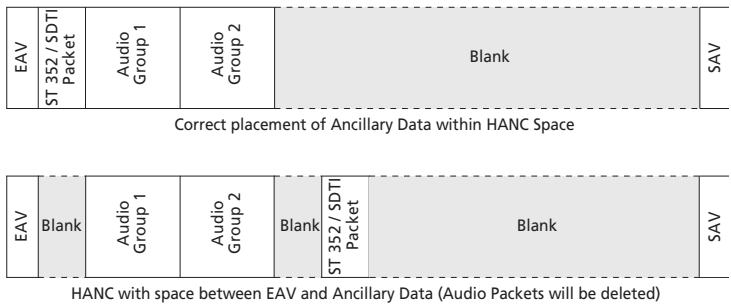 EAV
ST 352 / SDTI
Packet
Audio
Group 1
Audio
Group 2
Blank
SAV
Correct placement of Ancillary Data within HANC Space
EAV
Blank
Audio
Group 1
Audio
Group 2
Blank
ST 352 / SDTI
Packet
Blank
SAV
HANC with space between EAV and Ancillary Data (Audio Packets will be deleted)